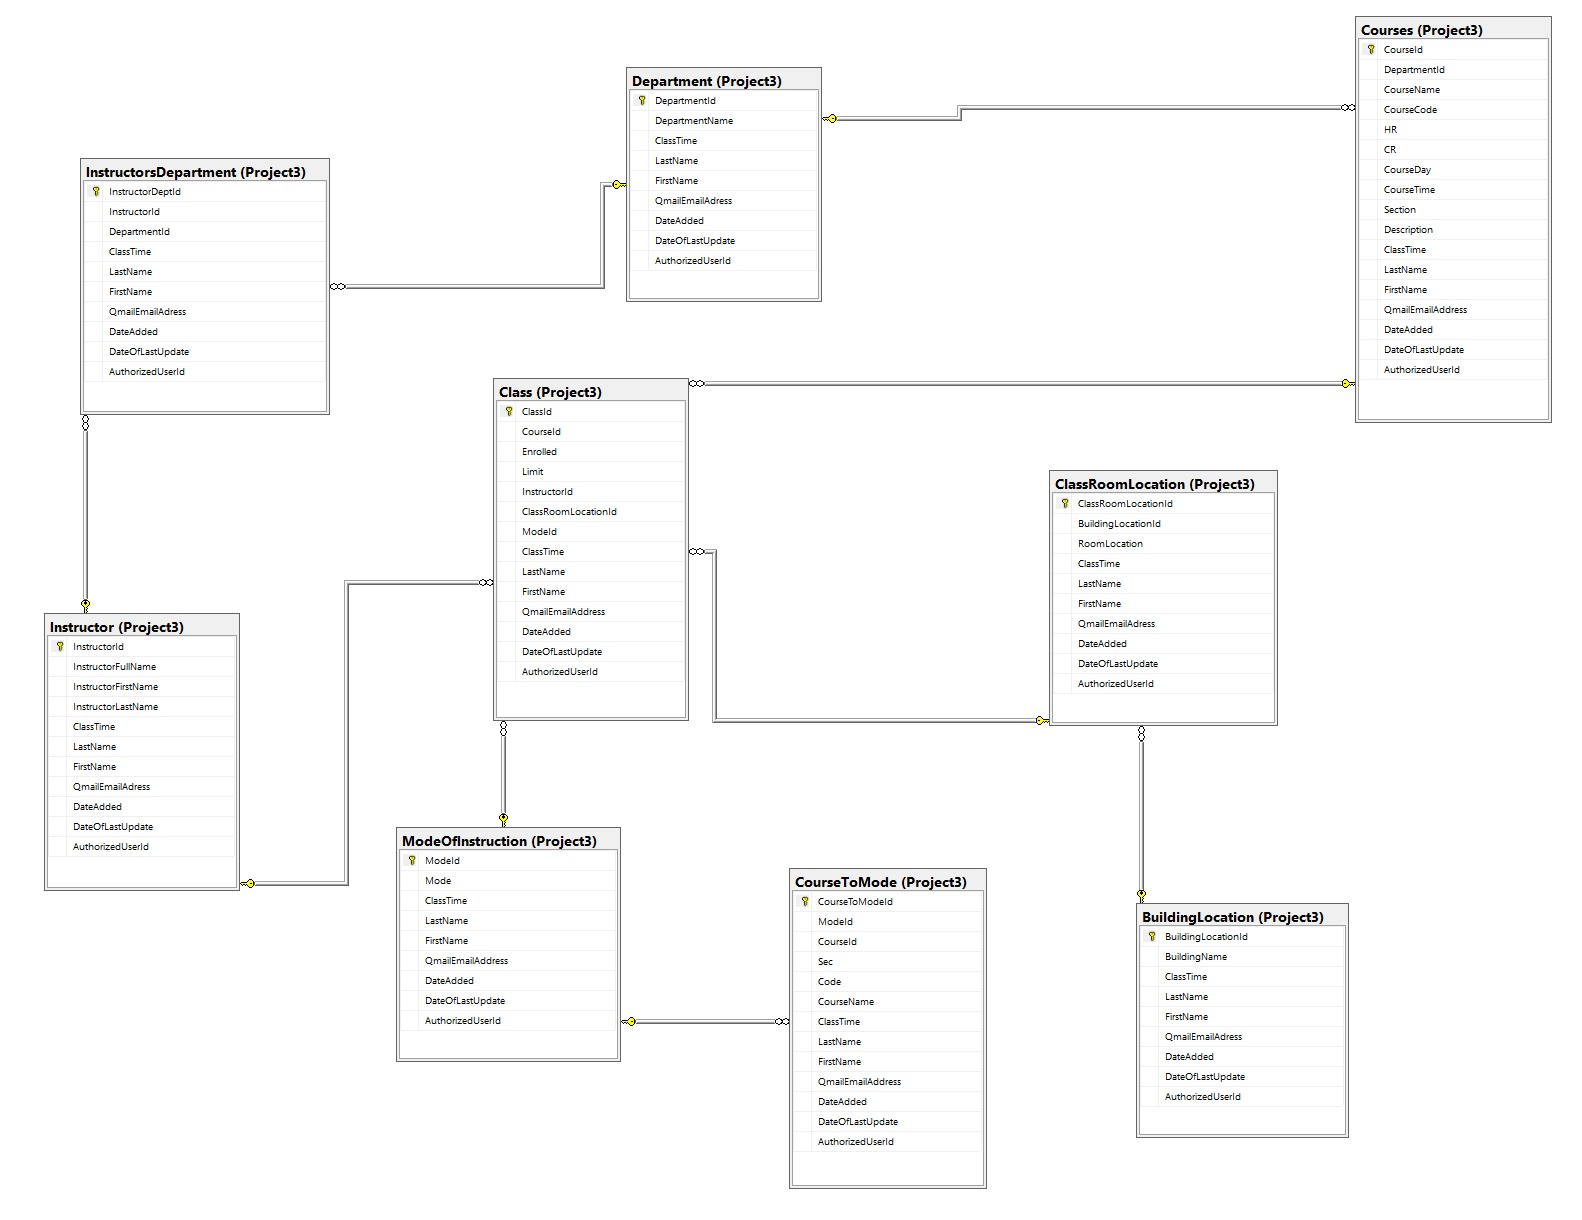 Courses (Project3)
CourseId
DepartmentId
CourseName
CourseCode
HR
CR
CourseDay
CourseTime
Section
Description
ClassTime
LastName
FirstName
QmailEmailAddress
DateAdded
DateOfLastUpdate
AuthorizedUserId
Department (Project3)
DepartmentId
DepartmentName
ClassTime
LastName
FirstName
QmailEmailAdress
DateAdded
DateOfLastUpdate
AuthorizedUserId
InstructorsDepartment (Project3)
InstructorDeptId
InstructorId
DepartmentId
ClassTime
LastName
FirstName
QmailEmailAdress
DateAdded
DateOfLastUpdate
AuthorizedUserId
Class (Project3)
ClassId
CourseId
Enrolled
Limit
InstructorId
ClassRoomLocationId
ModeId
ClassTime
LastName
FirstName
QmailEmailAddress
DateAdded
DateOfLastUpdate
AuthorizedUserId
ClassRoomLocation (Project3)
ClassRoomLocationId
BuildingLocationId
RoomLocation
ClassTime
LastName
FirstName
QmailEmailAdress
DateAdded
DateOfLastUpdate
AuthorizedUserId
Instructor (Project3)
InstructorId
InstructorFullName
InstructorFirstName
InstructorLastName
ClassTime
LastName
FirstName
QmailEmailAdress
DateAdded
DateOfLastUpdate
AuthorizedUserId
ModeOfInstruction (Project3)
ModeId
Mode
ClassTime
LastName
FirstName
QmailEmailAddress
DateAdded
DateOfLastUpdate
AuthorizedUserId
CourseToMode (Project3)
CourseToModeId
ModeId
CourseId
Sec
Code
CourseName
ClassTime
LastName
FirstName
QmailEmailAddress
DateAdded
DateOfLastUpdate
AuthorizedUserId
BuildingLocation (Project3)
BuildingLocationId
BuildingName
ClassTime
LastName
FirstName
QmailEmailAdress
DateAdded
DateOfLastUpdate
AuthorizedUserId